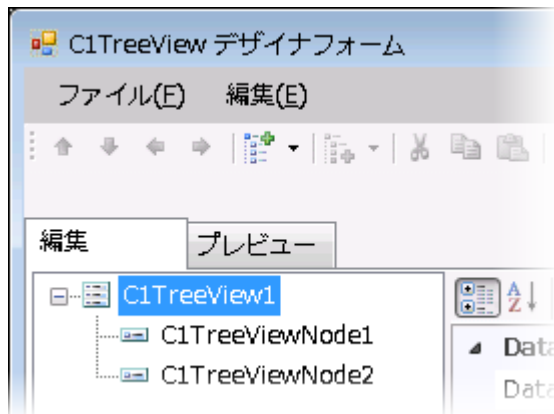 C1TreeView デザイナフォーム
ファイル(F) 編集(E)
編集 プレビュー
C1TreeView1
C1TreeViewNode1
C1TreeViewNode2
A
Z
Data
Data